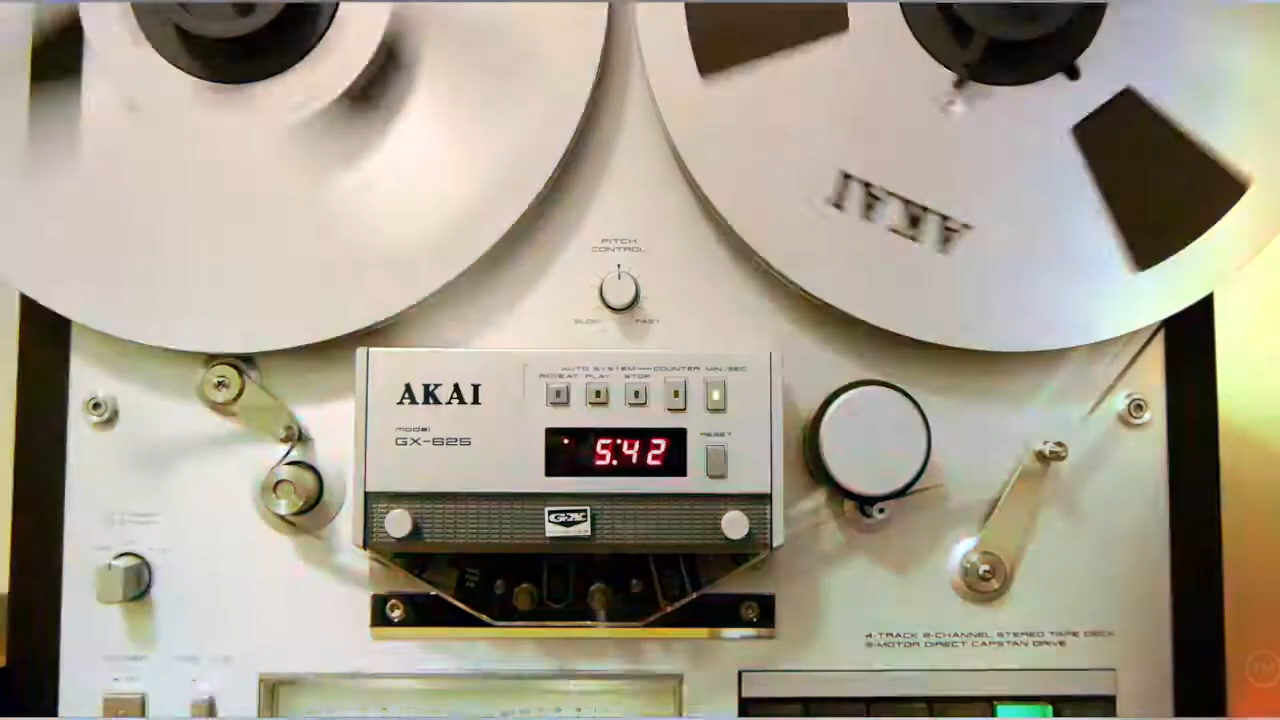 AKAI
PITCH
CONTROL
SLOW FAST
AUTO SYSTEM COUNTER MIN/SEC
REPEAT PLAY STOP
AKAI
model
GX-625
5:42
RESET
GX
4-TRACK 2-CHANNEL STEREO TAPE DECK
3-MOTOR DIRECT CAPSTAN DRIVE
TM